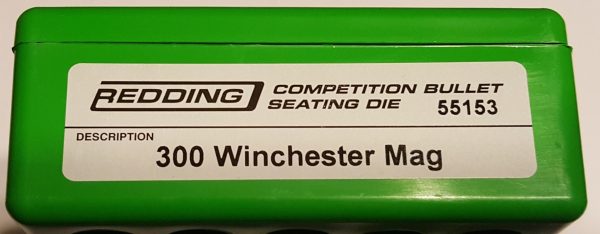 REDDING COMPETITION BULLET
SEATING DIE 55153
DESCRIPTION
300 Winchester Mag